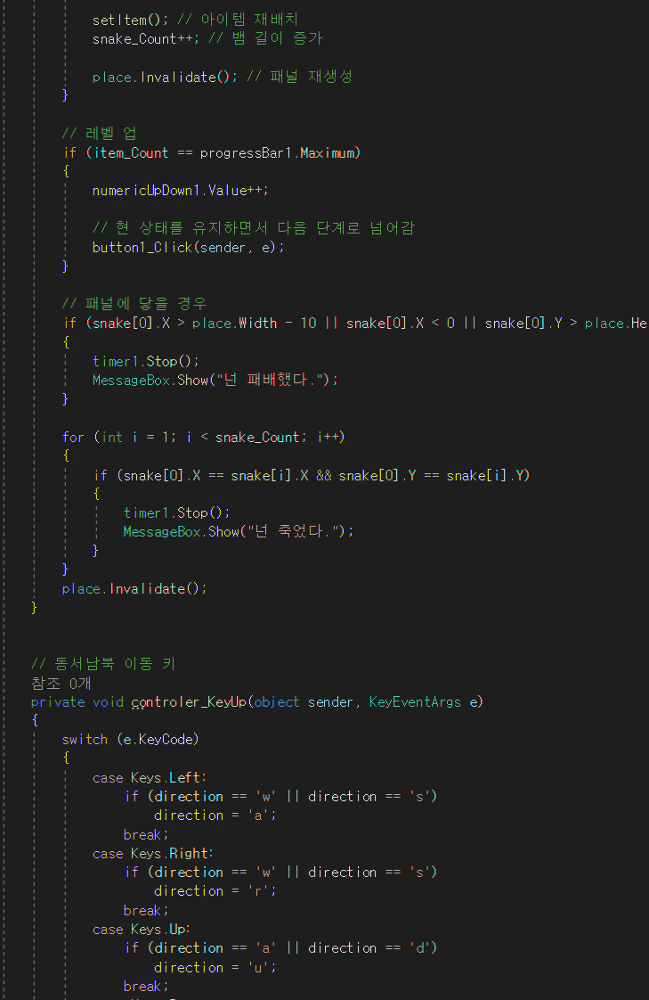 setItem(); // 아이템 재배치
snake_Count++; // 뱀 길이 증가
place.Invalidate(); // 패널 재생성
}
// 레벨 업
if (item_Count == progressBar1.Maximum)
{
numericUpDown1.Value++;
// 현 상태를 유지하면서 다음 단계로 넘어감
button1_Click(sender, e);
}
// 패널에 닿을 경우
if (snake[0].X > place.Width - 10 || snake[0].X < 0 || snake[0].Y > place.He
{
timer1.Stop();
MessageBox.Show("넌 패배했다.");
}
for (int i = 1; i < snake_Count; i++)
{
if (snake[0].X == snake[i].X && snake[0].Y == snake[i].Y)
{
timer1.Stop();
MessageBox.Show("넌 죽었다.");
}
}
place.Invalidate();
}
// 동서남북 이동 키
참조 0개
private void controler_KeyUp(object sender, KeyEventArgs e)
{
switch (e.KeyCode)
{
case Keys.Left:
if (direction == 'w' || direction == 's')
direction = 'a';
break;
case Keys.Right:
if (direction == 'w' || direction == 's')
direction = 'r';
break;
case Keys.Up:
if (direction == 'a' || direction == 'd')
direction = 'u';
break;